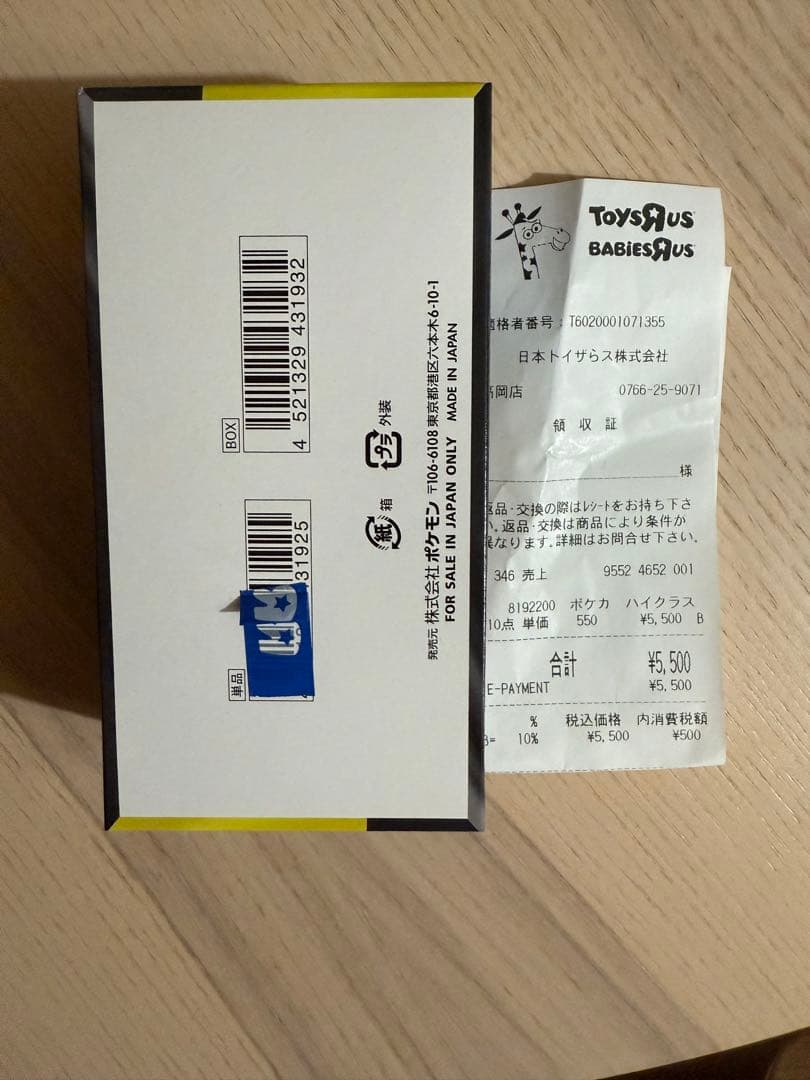 BOX
4 521329 431932
単品
31925
紙
箱
プラ
外装
発売元 株式会社ポケモン 〒106-6108 東京都港区六本木6-10-1
FOR SALE IN JAPAN ONLY MADE IN JAPAN
TOYSRUS
BABIESRUS
格者番号:T6020001071355
日本トイザらス株式会社
高岡店 0766-25-9071
領 収 証
様
返品・交換の際はレシートをお持ち下さ
い。返品・交換は商品により条件が
異なります。詳細はお問合せ下さい。
346 売上 9552 4652 001
8192200 ポケカ ハイクラス
10点 単価 550 ¥5,500 B
合計 ¥5,500
E-PAYMENT ¥5,500
% 税込価格 内消費税額
B= 10% ¥5,500 ¥500